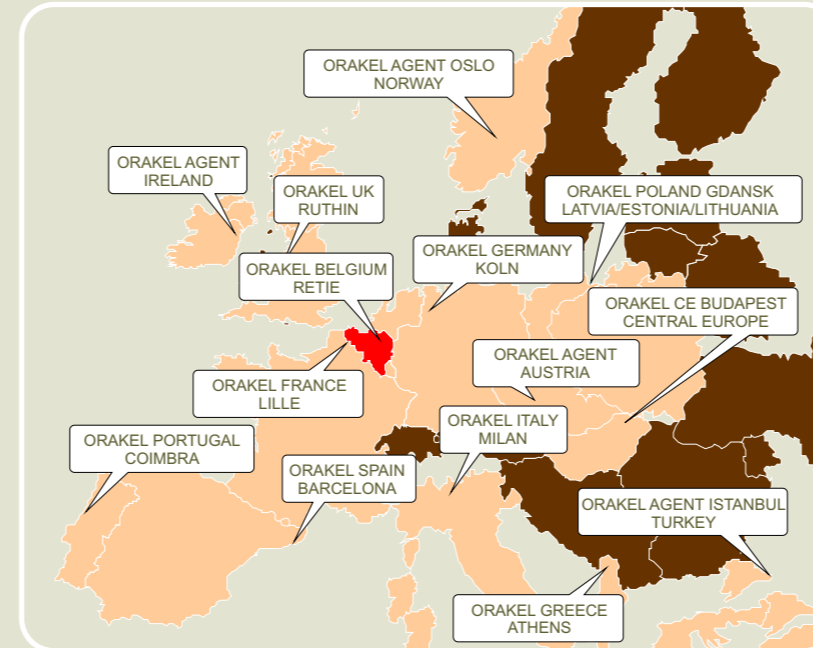 ORAKEL AGENT OSLO
NORWAY
ORAKEL AGENT
IRELAND
ORAKEL UK
RUTHIN
ORAKEL POLAND GDANSK
LATVIA/ESTONIA/LITHUANIA
ORAKEL BELGIUM
RETIE
ORAKEL GERMANY
KOLN
ORAKEL CE BUDAPEST
CENTRAL EUROPE
ORAKEL AGENT
AUSTRIA
ORAKEL FRANCE
LILLE
ORAKEL ITALY
MILAN
ORAKEL PORTUGAL
COIMBRA
ORAKEL SPAIN
BARCELONA
ORAKEL AGENT ISTANBUL
TURKEY
ORAKEL GREECE
ATHENS